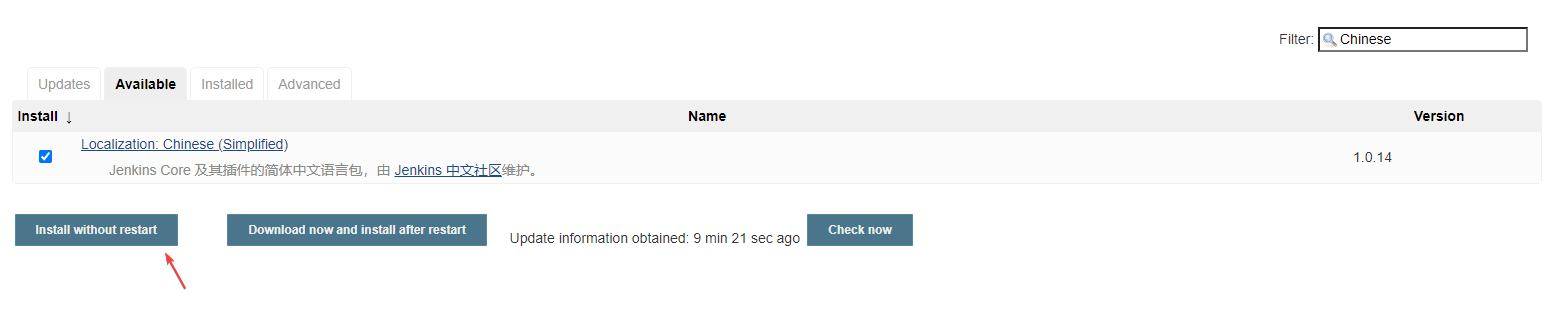 Filter: Chinese
Updates Available Installed Advanced
Install ↓ Name Version
Localization: Chinese (Simplified)
Jenkins Core 及其插件的简体中文语言包，由 Jenkins 中文社区维护。
1.0.14
Install without restart Download now and install after restart Update information obtained: 9 min 21 sec ago Check now